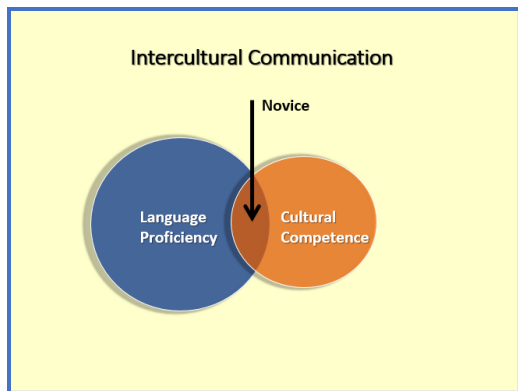 Intercultural Communication
Novice
Language
Proficiency
Cultural
Competence